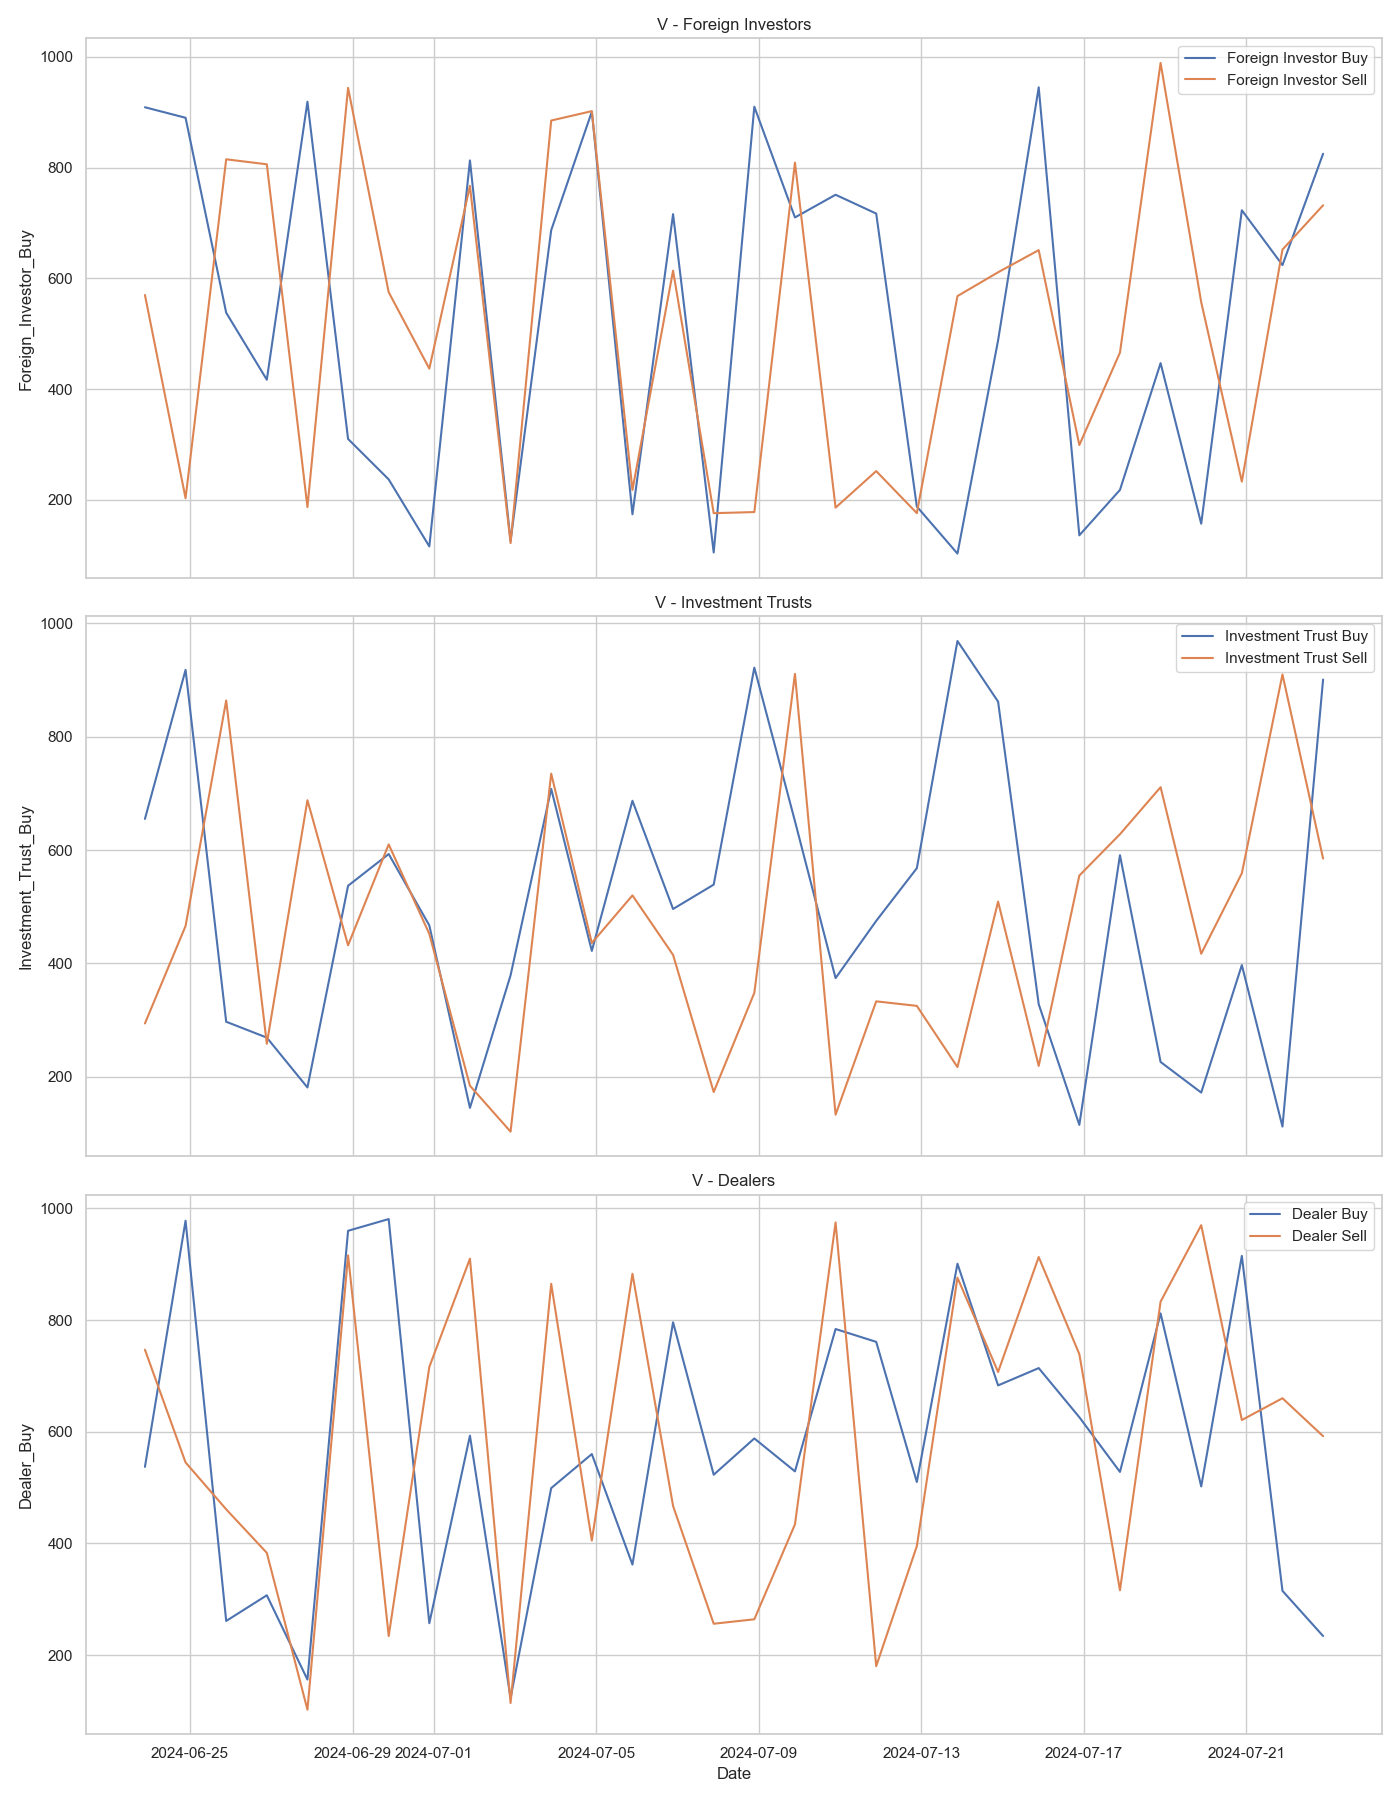 V - Foreign Investors
Foreign Investor Buy
Foreign Investor Sell
1000
800
600
400
200
Foreign_Investor_Buy
V - Investment Trusts
Investment Trust Buy
Investment Trust Sell
1000
800
600
400
200
Investment_Trust_Buy
V - Dealers
Dealer Buy
Dealer Sell
1000
800
600
400
200
Dealer_Buy
2024-06-25 2024-06-29 2024-07-01 2024-07-05 2024-07-09 2024-07-13 2024-07-17 2024-07-21
Date